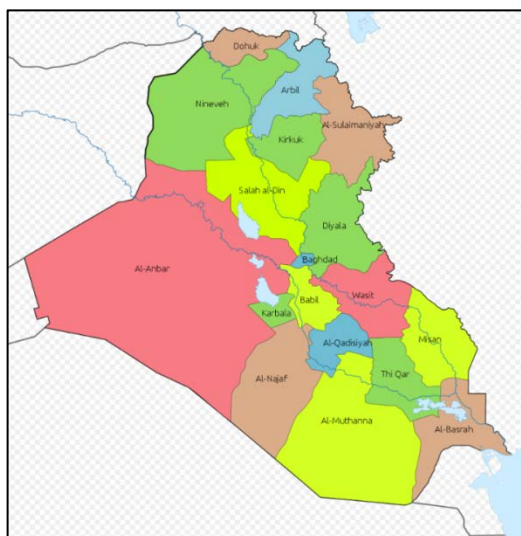 Dohuk
Arbil
Nineveh
Al-Sulaimaniyah
Kirkuk
Salah al-Din
Diyala
Baghdad
Al-Anbar
Wasit
Babil
Karbala
Al-Qadisiyah
Misan
Thi Qar
Al-Najaf
Al-Muthanna
Al-Basrah